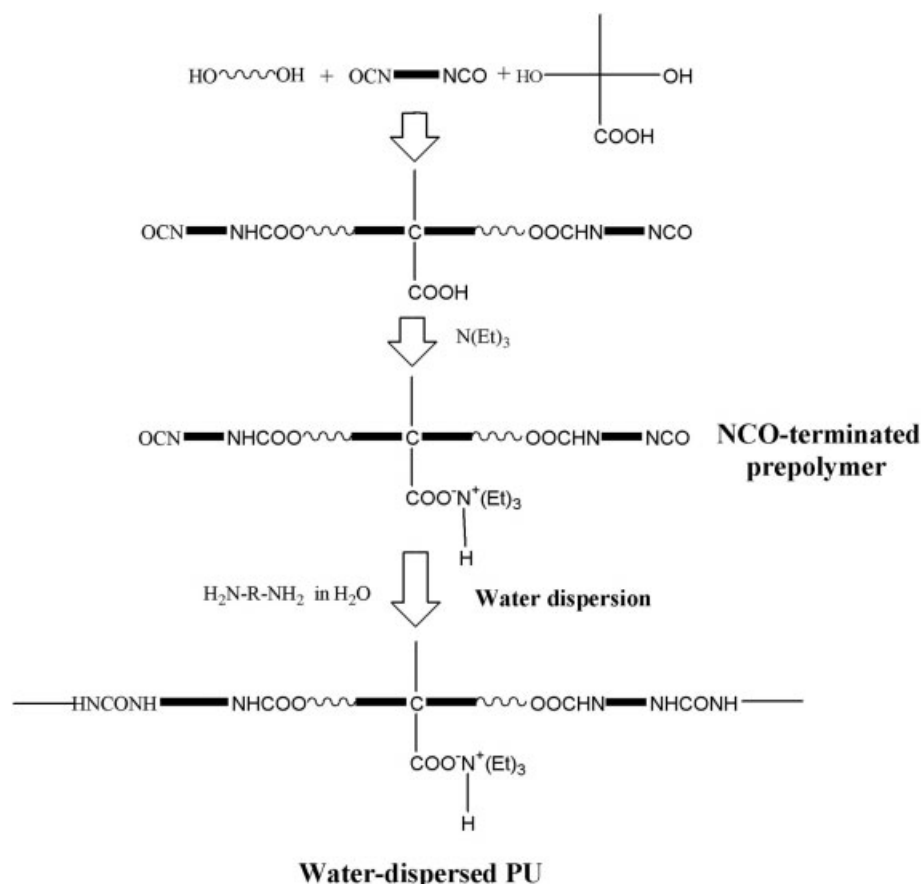 HO OH + OCN NCO + HO OH
COOH
OCN NHCOO C OOCHN NCO
COOH
N(Et)₃
OCN NHCOO C OOCHN NCO
NCO-terminated
prepolymer
COO⁻N⁺(Et)₃
H
H₂N-R-NH₂ in H₂O
Water dispersion
HNCONH NHCOO C OOCHN NHCONH
COO⁻N⁺(Et)₃
H
Water-dispersed PU